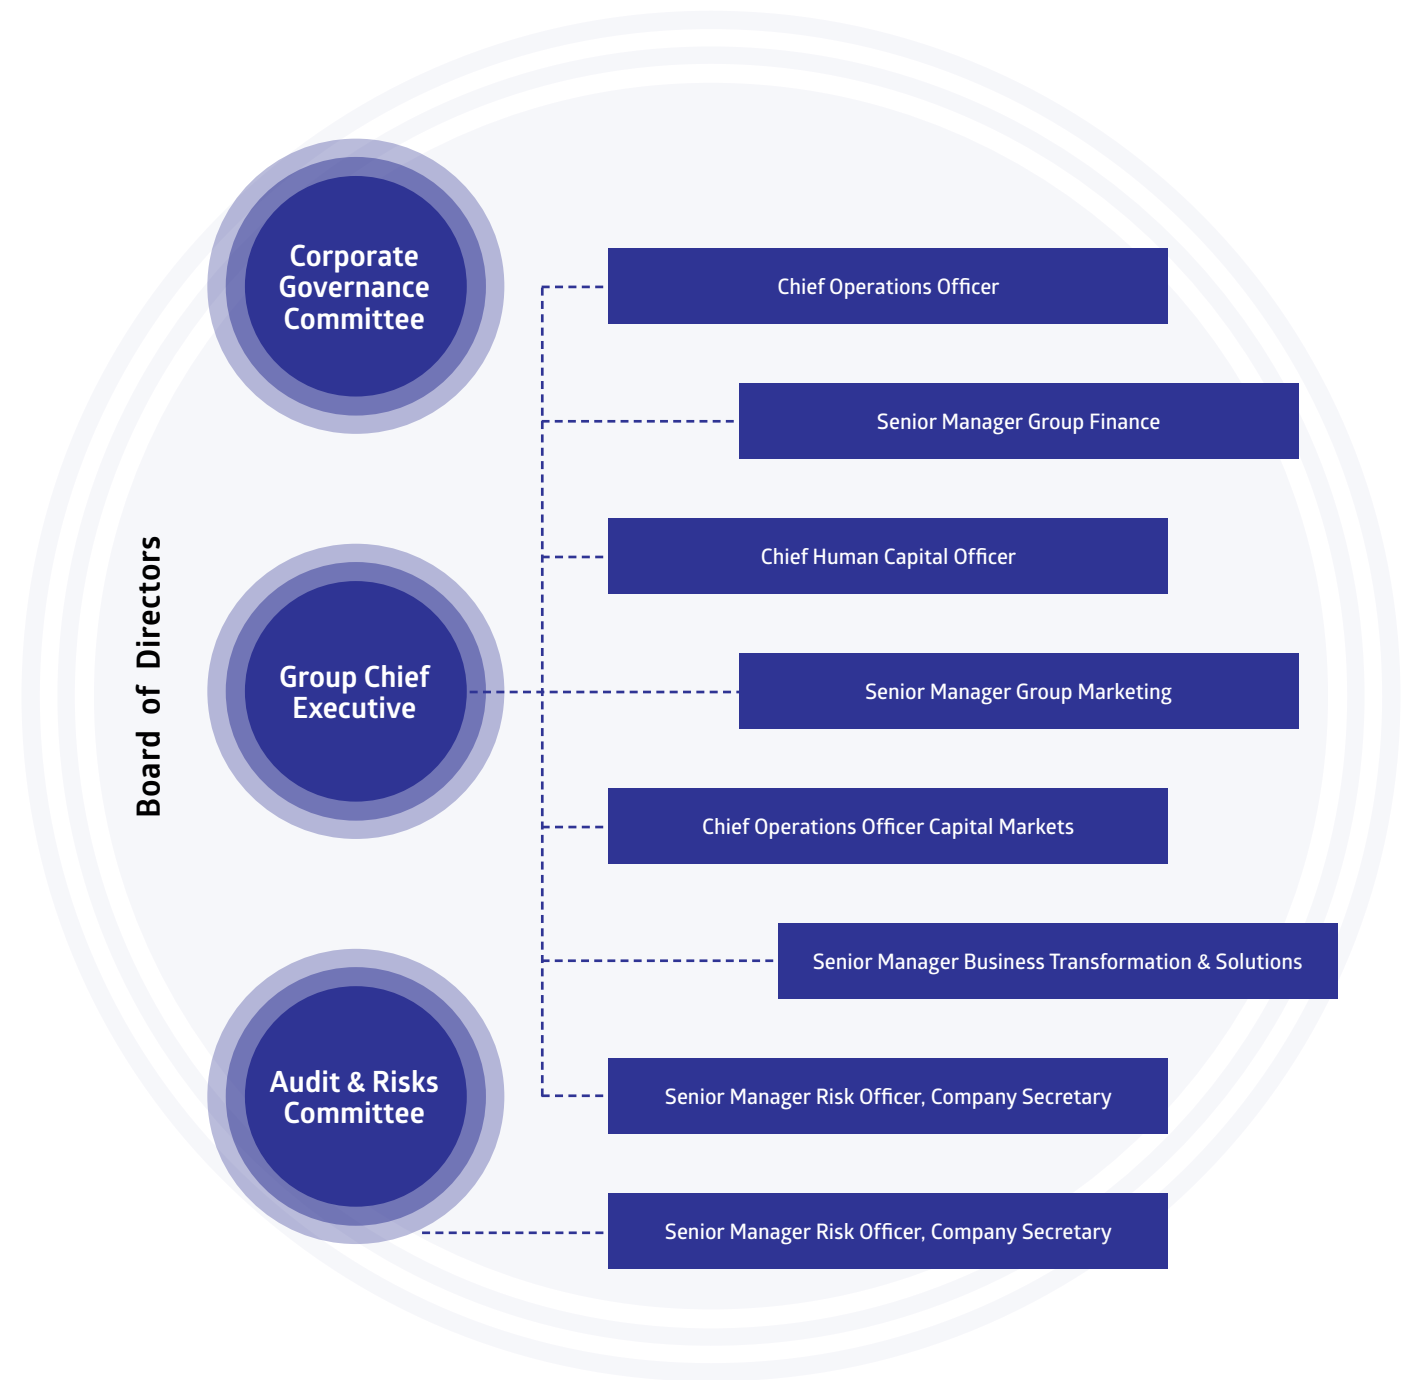 Board of Directors
Corporate
Governance
Committee
Group Chief
Executive
Audit & Risks
Committee
Chief Operations Officer
Senior Manager Group Finance
Chief Human Capital Officer
Senior Manager Group Marketing
Chief Operations Officer Capital Markets
Senior Manager Business Transformation & Solutions
Senior Manager Risk Officer, Company Secretary
Senior Manager Risk Officer, Company Secretary